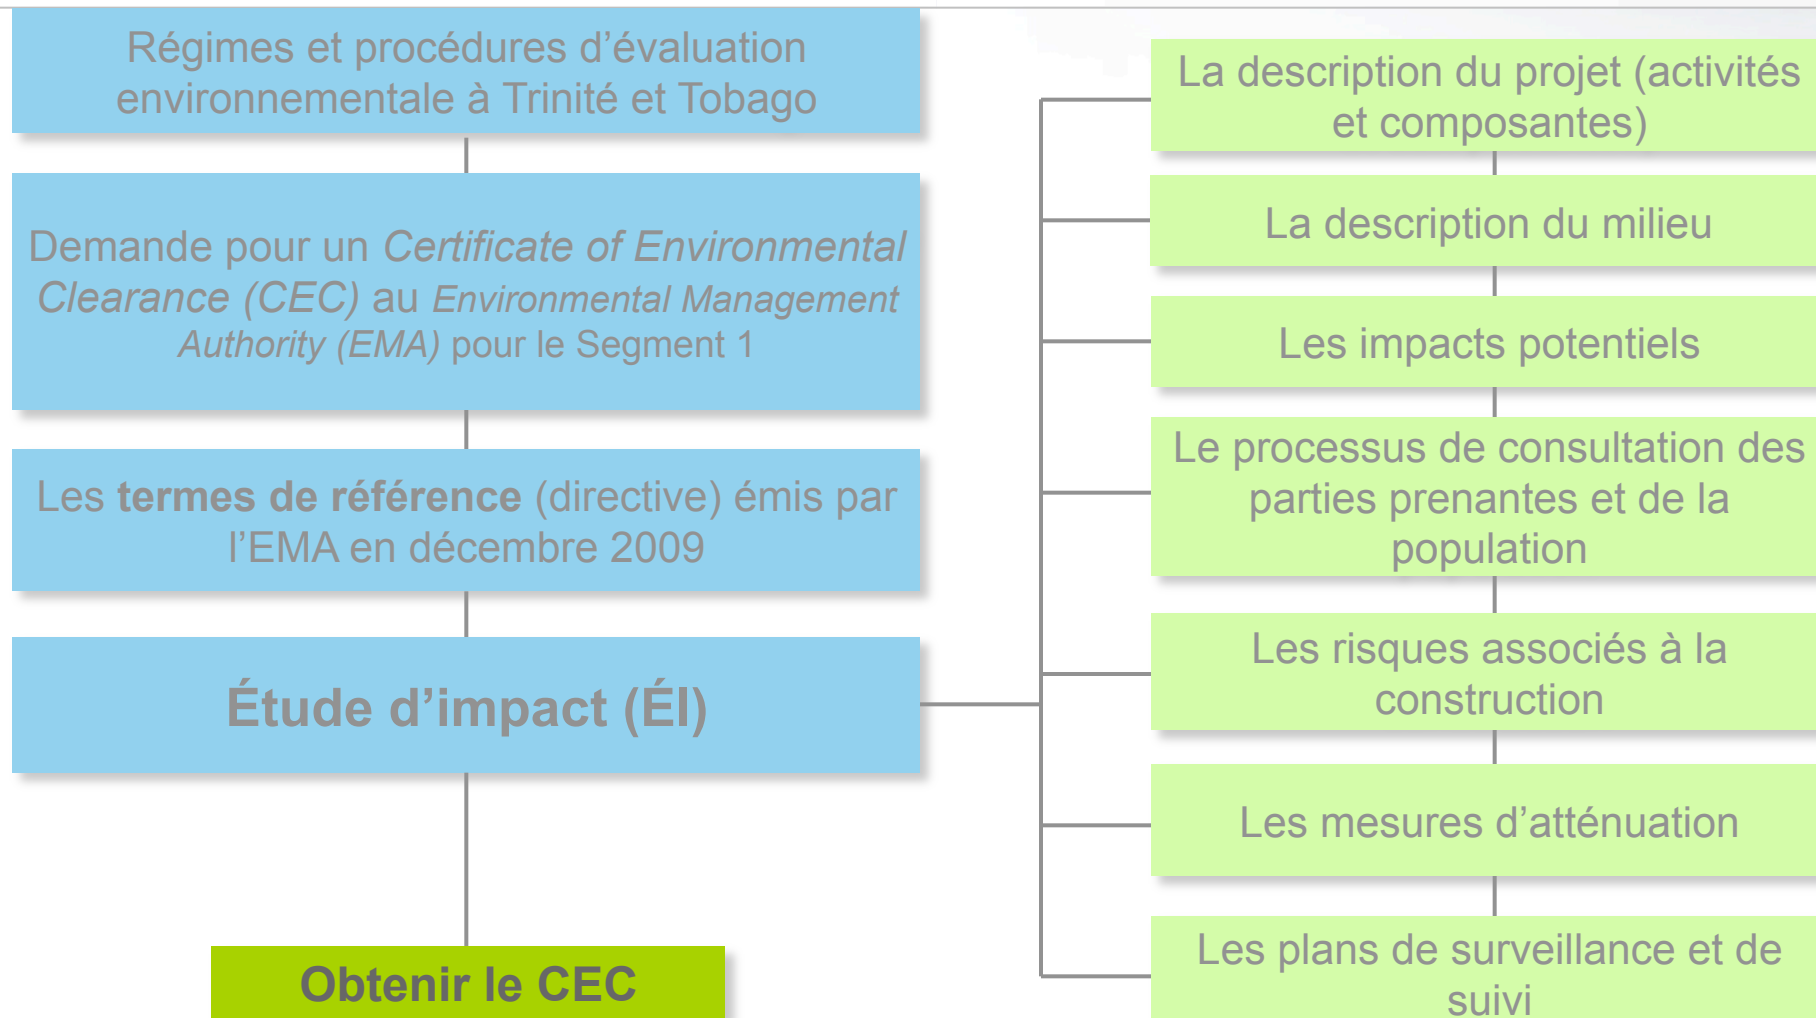 Régimes et procédures d’évaluation
environnementale à Trinité et Tobago
Demande pour un Certificate of Environmental
Clearance (CEC) au Environmental Management
Authority (EMA) pour le Segment 1
Les termes de référence (directive) émis par
l’EMA en décembre 2009
Étude d’impact (ÉI)
Obtenir le CEC
La description du projet (activités
et composantes)
La description du milieu
Les impacts potentiels
Le processus de consultation des
parties prenantes et de la
population
Les risques associés à la
construction
Les mesures d’atténuation
Les plans de surveillance et de
suivi